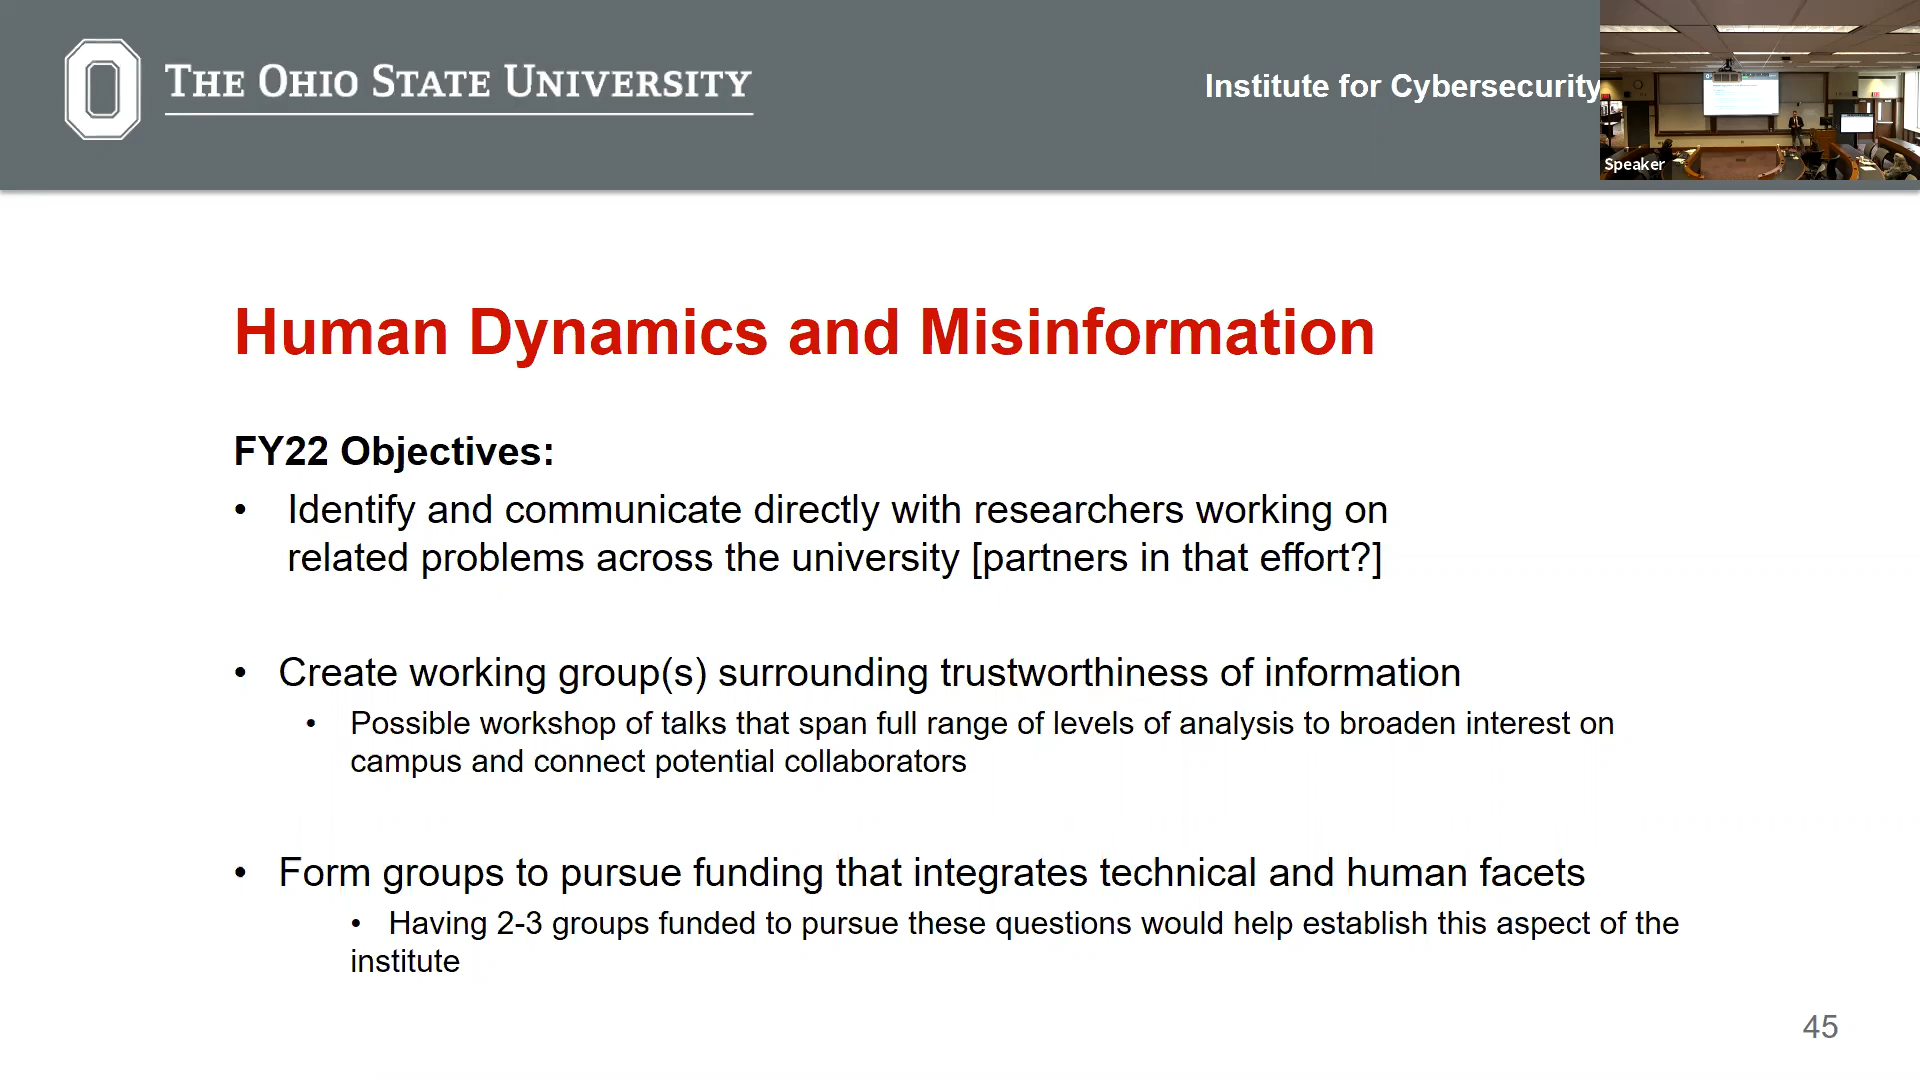 THE OHIO STATE UNIVERSITY
Institute for Cybersecurity
Speaker
Human Dynamics and Misinformation
FY22 Objectives:
• Identify and communicate directly with researchers working on
related problems across the university [partners in that effort?]
• Create working group(s) surrounding trustworthiness of information
• Possible workshop of talks that span full range of levels of analysis to broaden interest on
campus and connect potential collaborators
• Form groups to pursue funding that integrates technical and human facets
• Having 2-3 groups funded to pursue these questions would help establish this aspect of the
institute
45